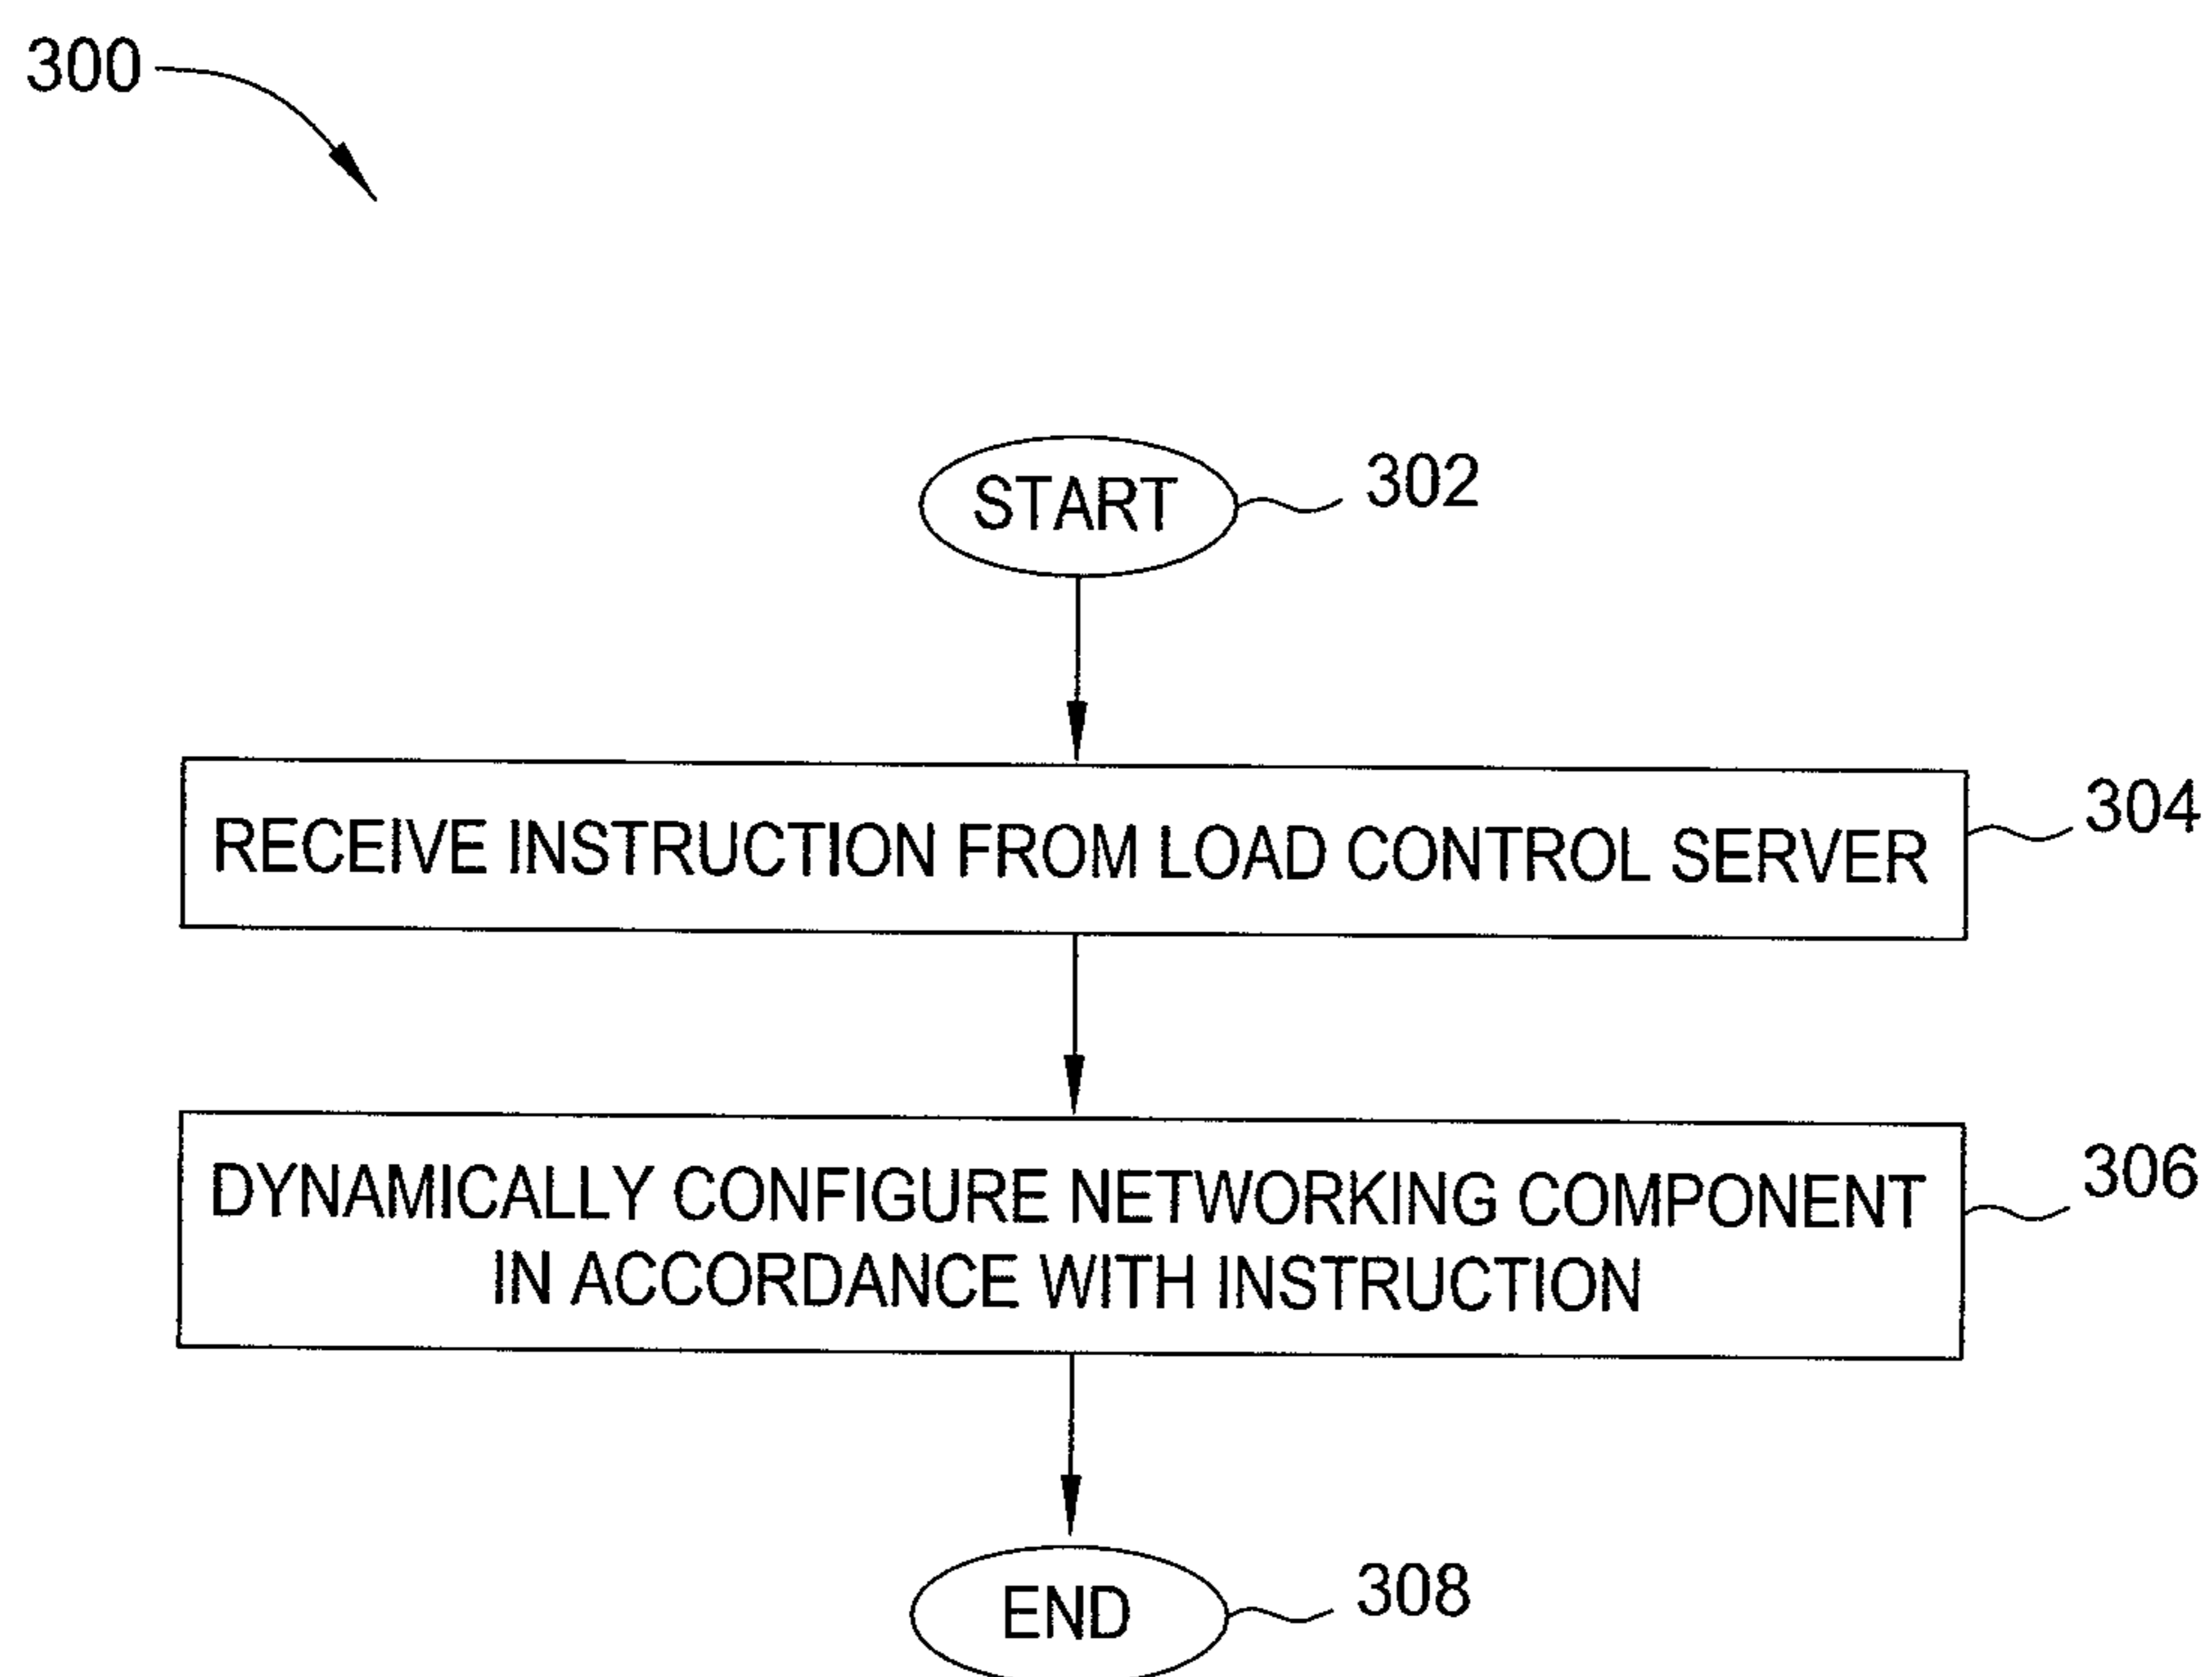 300
START
302
RECEIVE INSTRUCTION FROM LOAD CONTROL SERVER
304
DYNAMICALLY CONFIGURE NETWORKING COMPONENT
IN ACCORDANCE WITH INSTRUCTION
306
END
308